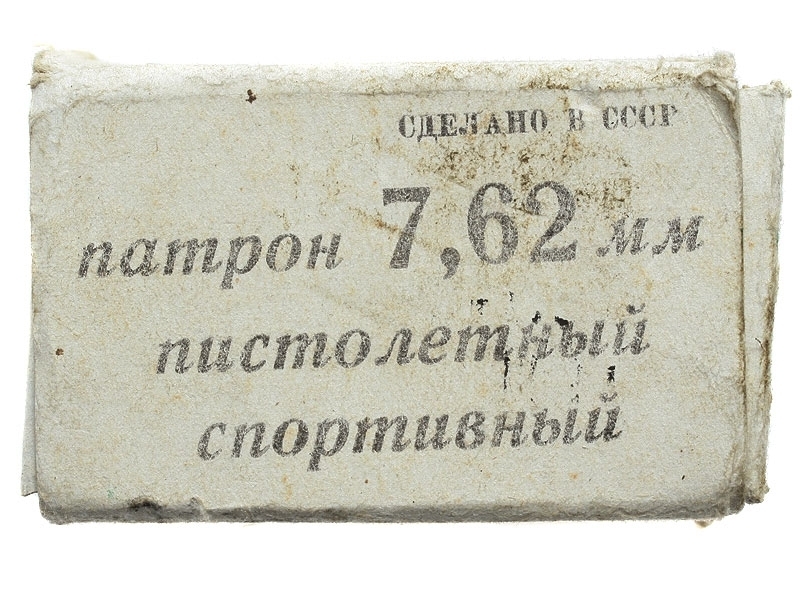 СДЕЛАНО В СССР
патрон 7,62 мм
пистолетный
спортивный